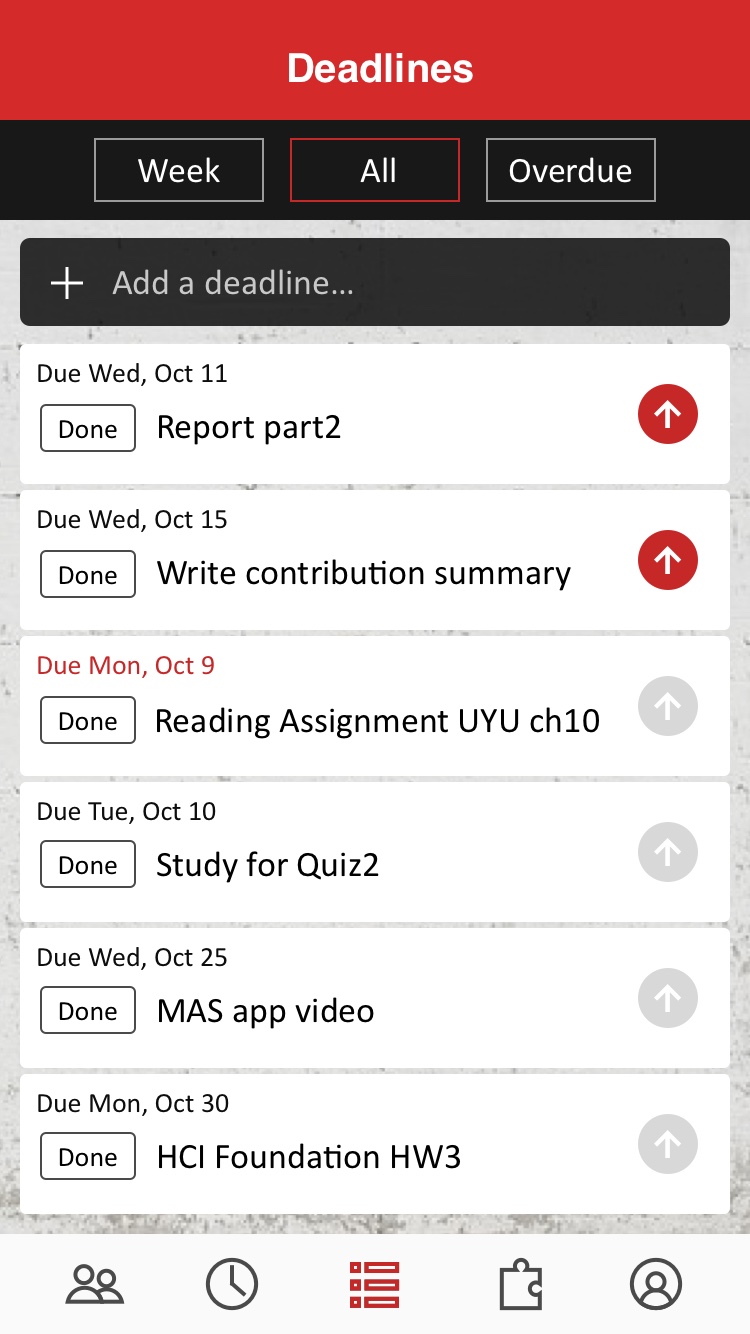 Deadlines
Week All Overdue
Add a deadline...
Due Wed, Oct 11
Done Report part2
Due Wed, Oct 15
Done Write contribution summary
Due Mon, Oct 9
Done Reading Assignment UYU ch10
Due Tue, Oct 10
Done Study for Quiz2
Due Wed, Oct 25
Done MAS app video
Due Mon, Oct 30
Done HCI Foundation HW3